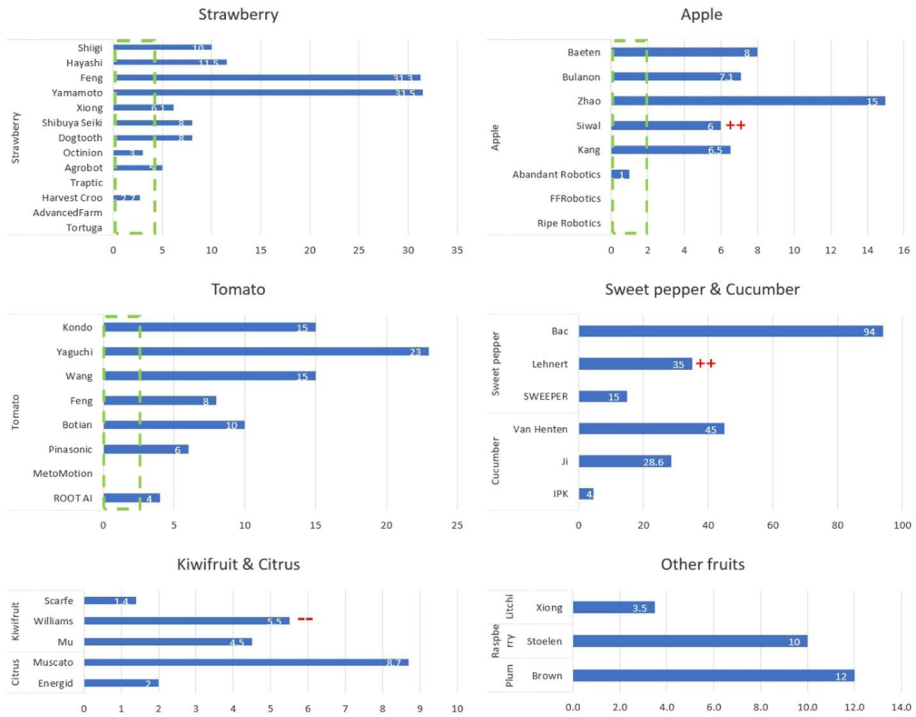 Strawberry
Strawberry
Shiigi 10
Hayashi 11.5
Feng 31.3
Yamamoto 31.5
Xiong 6.1
Shibuya Seiki 8
Dogtooth 8
Octinion 3
Agrobot 5
Traptic
Harvest Croo 2.7
AdvancedFarm
Tortuga
0 5 10 15 20 25 30 35
Apple
Apple
Baeten 8
Bulanon 7.1
Zhao 15
Siwal 6 ++
Kang 6.5
Abandant Robotics 1
FFRobotics
Ripe Robotics
0 2 4 6 8 10 12 14 16
Tomato
Tomato
Kondo 15
Yaguchi 23
Wang 15
Feng 8
Botian 10
Pinasonic 6
MetoMotion
ROOT AI 4
0 5 10 15 20 25
Sweet pepper & Cucumber
Sweet pepper
Bac 94
Lehnert 35 ++
SWEEPER 15
Cucumber
Van Henten 45
Ji 28.6
IPK 4
0 20 40 60 80 100
Kiwifruit & Citrus
Kiwifruit
Scarfe 1.4
Williams 5.5 --
Mu 4.5
Citrus
Muscato 8.7
Energid 2
0 1 2 3 4 5 6 7 8 9 10
Other fruits
Litchi
Xiong 3.5
Raspbe
rry
Stoelen 10
Plum
Brown 12
0.0 2.0 4.0 6.0 8.0 10.0 12.0 14.0